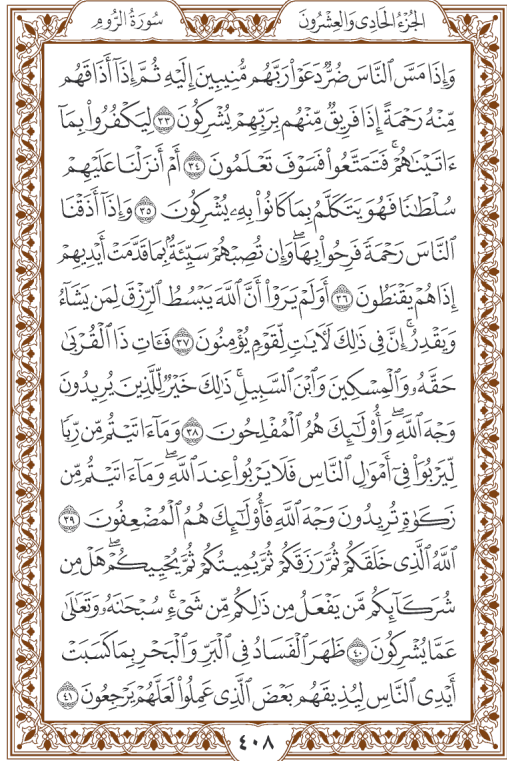 الجُزْءُ الحَادِى وَالعِشْرُونَ
سُورَةُ الرُّومِ
وَإِذَا مَسَّ ٱلنَّاسَ ضُرٌّ دَعَوۡاْ رَبَّهُم مُّنِيبِينَ إِلَيۡهِ ثُمَّ إِذَآ أَذَاقَهُم
مِّنۡهُ رَحۡمَةً إِذَا فَرِيقٌ مِّنۡهُم بِرَبِّهِمۡ يُشۡرِكُونَ ٣٣ لِيَكۡفُرُواْ بِمَآ
ءَاتَيۡنَٰهُمۡۚ فَتَمَتَّعُواْ فَسَوۡفَ تَعۡلَمُونَ ٣٤ أَمۡ أَنزَلۡنَا عَلَيۡهِمۡ
سُلۡطَٰنًا فَهُوَ يَتَكَلَّمُ بِمَا كَانُواْ بِهِۦ يُشۡرِكُونَ ٣٥ وَإِذَآ أَذَقۡنَا
ٱلنَّاسَ رَحۡمَةً فَرِحُواْ بِهَاۖ وَإِن تُصِبۡهُمۡ سَيِّئَةُۢ بِمَا قَدَّمَتۡ أَيۡدِيهِمۡ
إِذَا هُمۡ يَقۡنَطُونَ ٣٦ أَوَلَمۡ يَرَوۡاْ أَنَّ ٱللَّهَ يَبۡسُطُ ٱلرِّزۡقَ لِمَن يَشَآءُ
وَيَقۡدِرُۚ إِنَّ فِي ذَٰلِكَ لَأٓيَٰتٍ لِّقَوۡمٍ يُؤۡمِنُونَ ٣٧ فَـَٔاتِ ذَا ٱلۡقُرۡبَىٰ
حَقَّهُۥ وَٱلۡمِسۡكِينَ وَٱبۡنَ ٱلسَّبِيلِۚ ذَٰلِكَ خَيۡرٌ لِّلَّذِينَ يُرِيدُونَ
وَجۡهَ ٱللَّهِۖ وَأُوْلَٰٓئِكَ هُمُ ٱلۡمُفۡلِحُونَ ٣٨ وَمَآ ءَاتَيۡتُم مِّن رِّبًا
لِّيَرۡبُوَاْ فِيٓ أَمۡوَٰلِ ٱلنَّاسِ فَلَا يَرۡبُواْ عِندَ ٱللَّهِۖ وَمَآ ءَاتَيۡتُم مِّن
زَكَوٰةٍ تُرِيدُونَ وَجۡهَ ٱللَّهِ فَأُوْلَٰٓئِكَ هُمُ ٱلۡمُضۡعِفُونَ ٣٩
ٱللَّهُ ٱلَّذِي خَلَقَكُمۡ ثُمَّ رَزَقَكُمۡ ثُمَّ يُمِيتُكُمۡ ثُمَّ يُحۡيِيكُمۡۖ هَلۡ مِن
شُرَكَآئِكُم مَّن يَفۡعَلُ مِن ذَٰلِكُم مِّن شَيۡءٍۚ سُبۡحَٰنَهُۥ وَتَعَٰلَىٰ
عَمَّا يُشۡرِكُونَ ٤٠ ظَهَرَ ٱلۡفَسَادُ فِي ٱلۡبَرِّ وَٱلۡبَحۡرِ بِمَا كَسَبَتۡ
أَيۡدِي ٱلنَّاسِ لِيُذِيقَهُم بَعۡضَ ٱلَّذِي عَمِلُواْ لَعَلَّهُمۡ يَرۡجِعُونَ ٤١
٤٠٨